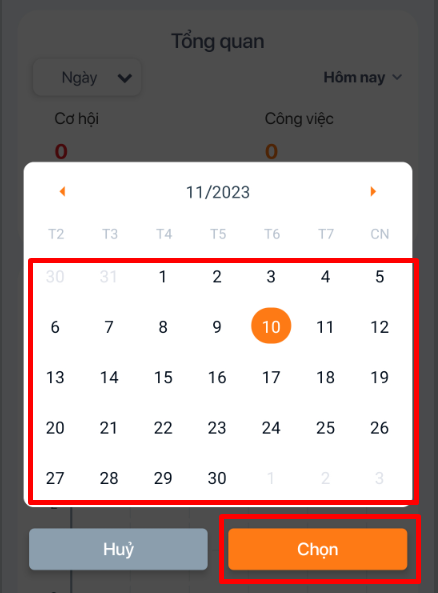 Tổng quan
Ngày Hôm nay
Cơ hội Công việc
0 0
11/2023
T2 T3 T4 T5 T6 T7 CN
30 31 1 2 3 4 5
6 7 8 9 10 11 12
13 14 15 16 17 18 19
20 21 22 23 24 25 26
27 28 29 30 1 2 3
Huỷ Chọn